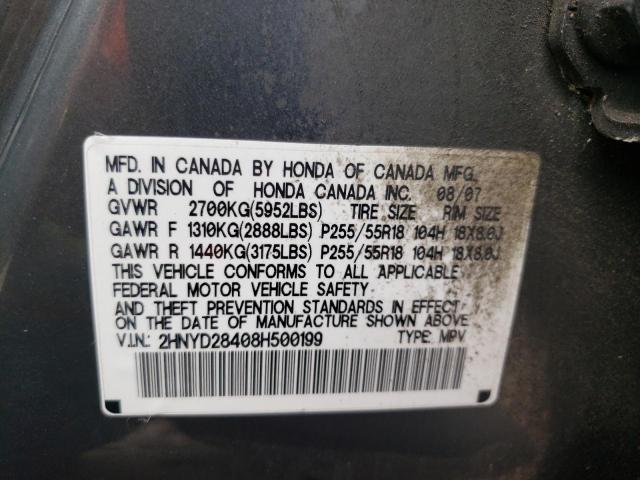 MFD. IN CANADA BY HONDA OF CANADA MFG.
A DIVISION OF HONDA CANADA INC. 08/07
GVWR 2700KG(5952LBS) TIRE SIZE RIM SIZE
GAWR F 1310KG(2888LBS) P255/55R18 104H 18X8.0J
GAWR R 1440KG(3175LBS) P255/55R18 104H 18X8.0J
THIS VEHICLE CONFORMS TO ALL APPLICABLE
FEDERAL MOTOR VEHICLE SAFETY
AND THEFT PREVENTION STANDARDS IN EFFECT
ON THE DATE OF MANUFACTURE SHOWN ABOVE.
V.I.N.: 2HNYD28408H500199 TYPE: MPV